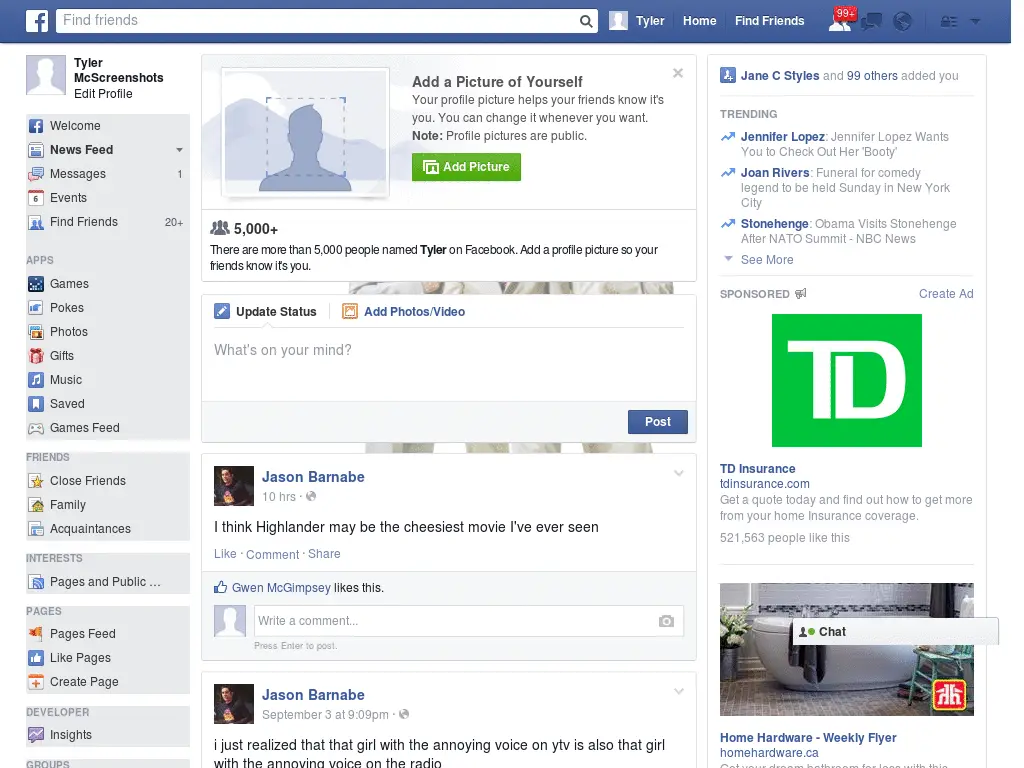 Find friends
Tyler
Home
Find Friends
99+
Tyler
McScreenshots
Edit Profile
Welcome
News Feed
Messages 1
6 Events
Find Friends 20+
APPS
Games
Pokes
Photos
Gifts
Music
Saved
Games Feed
FRIENDS
Close Friends
Family
Acquaintances
INTERESTS
Pages and Public ...
PAGES
Pages Feed
Like Pages
Create Page
DEVELOPER
Insights
GROUPS
Add a Picture of Yourself
Your profile picture helps your friends know it's
you. You can change it whenever you want.
Note: Profile pictures are public.
Add Picture
5,000+
There are more than 5,000 people named Tyler on Facebook. Add a profile picture so your
friends know it's you.
Update Status
Add Photos/Video
What's on your mind?
Post
Jason Barnabe
10 hrs ·
I think Highlander may be the cheesiest movie I've ever seen
Like · Comment · Share
Gwen McGimpsey likes this.
Write a comment...
Press Enter to post.
Jason Barnabe
September 3 at 9:09pm ·
i just realized that that girl with the annoying voice on ytv is also that girl
with the annoying voice on the radio
Jane C Styles and 99 others added you
TRENDING
Jennifer Lopez: Jennifer Lopez Wants
You to Check Out Her 'Booty'
Joan Rivers: Funeral for comedy
legend to be held Sunday in New York
City
Stonehenge: Obama Visits Stonehenge
After NATO Summit - NBC News
See More
SPONSORED
Create Ad
TD
TD Insurance
tdinsurance.com
Get a quote today and find out how to get more
from your home Insurance coverage.
521,563 people like this
Chat
Home Hardware - Weekly Flyer
homehardware.ca
Get your dream bathroom for less with this